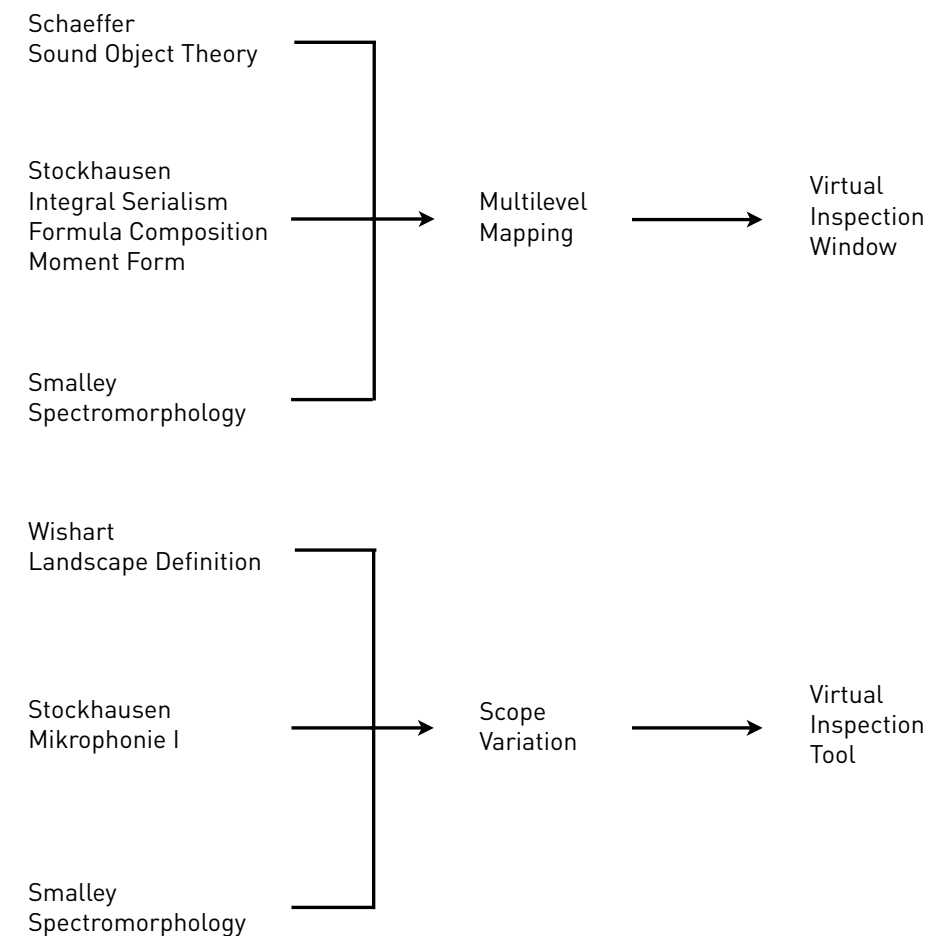 Schaeffer
Sound Object Theory
Stockhausen
Integral Serialism
Formula Composition
Moment Form
Smalley
Spectromorphology
Multilevel
Mapping
Virtual
Inspection
Window
Wishart
Landscape Definition
Stockhausen
Mikrophonie I
Smalley
Spectromorphology
Scope
Variation
Virtual
Inspection
Tool